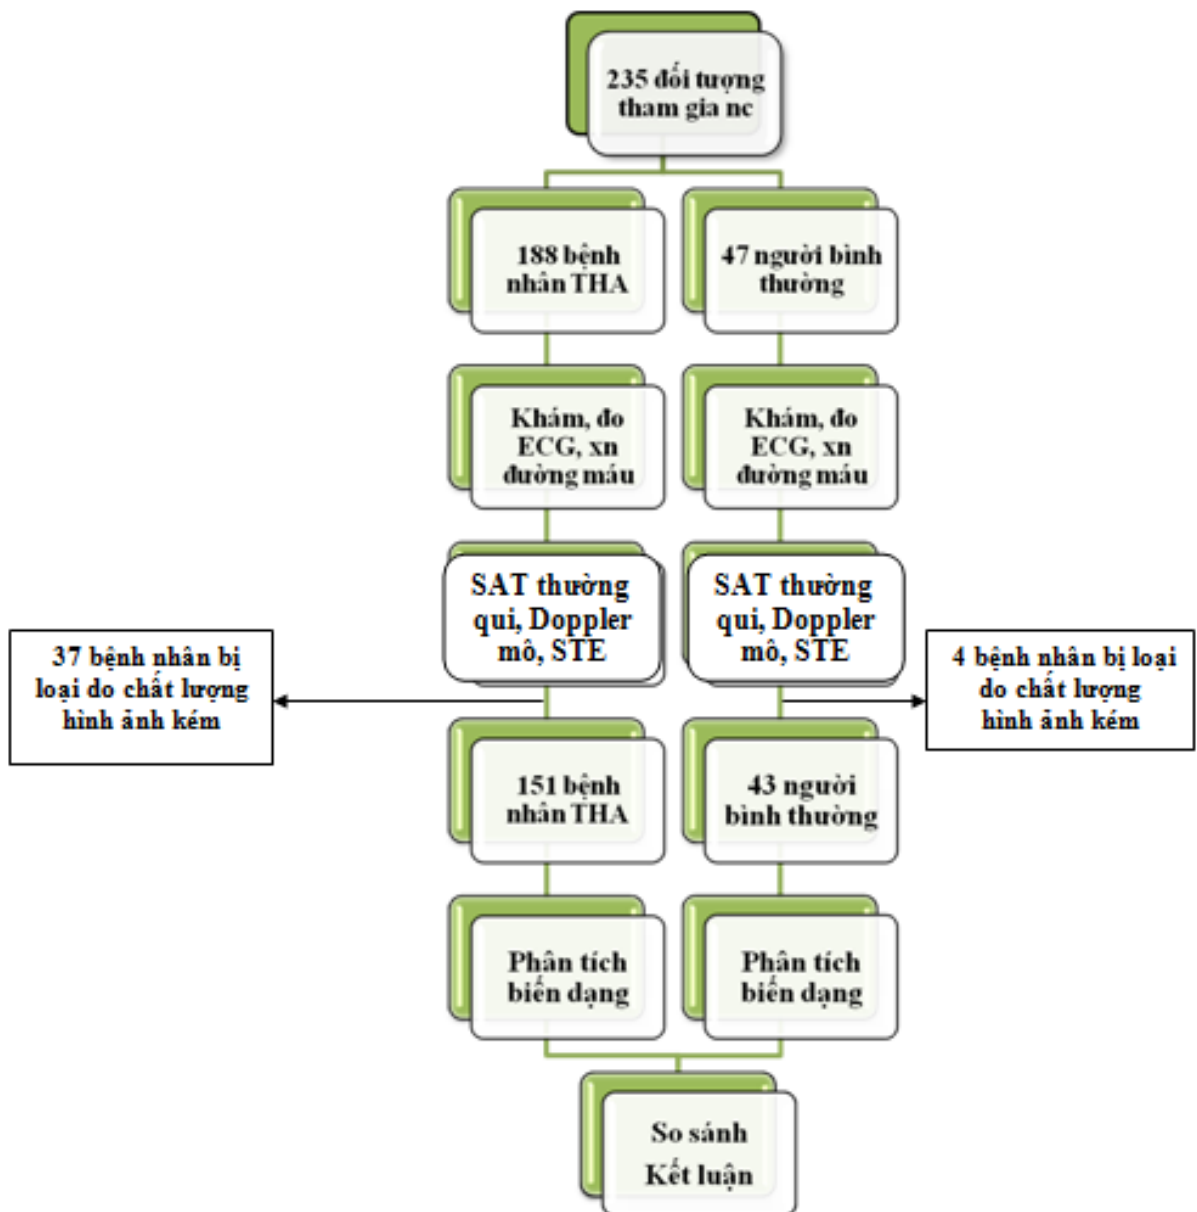 235 đối tượng
tham gia nc
188 bệnh
nhân THA
47 người bình
thường
Khám, đo
ECG, xn
đường máu
Khám, đo
ECG, xn
đường máu
SAT thường
qui, Doppler
mô, STE
SAT thường
qui, Doppler
mô, STE
37 bệnh nhân bị
loại do chất lượng
hình ảnh kém
4 bệnh nhân bị loại
do chất lượng
hình ảnh kém
151 bệnh
nhân THA
43 người
bình thường
Phân tích
biến dạng
Phân tích
biến dạng
So sánh
Kết luận